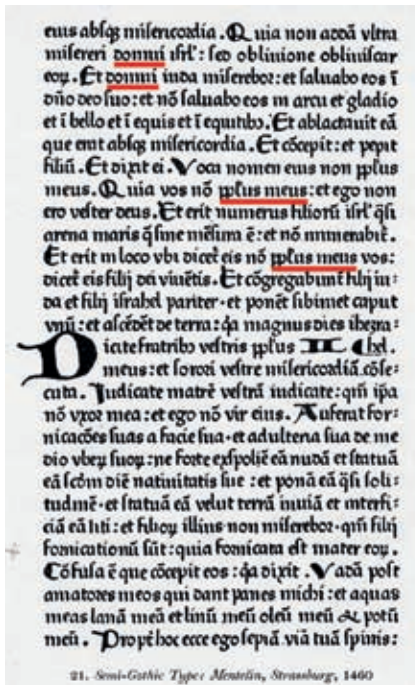 eius absq; misericordia. Quia non addã vltra
misereri domui isrl': sed obliuione obliuiscar
eoꝝ. Et domui iuda miserebor: et saluabo eos ĩ
dño deo suo: et nõ saluabo eos in arcu et gladio
et ĩ bello et ĩ equis et ĩ equitibꝰ. Et ablactauit eã
que erat absq; misericordia. Et cõcepit: et pepit
filiũ. Et dixit ei. Voca nomen eius non pplus
meus. Quia vos nõ pplus meus: et ego non
ero vester deus. Et erit numerus filiorũ isrl' q̃si
arena maris q̃ sine mẽsura ẽ: et nõ numerabit̃.
Et erit in loco vbi dicet̃ eis nõ pplus meus vos:
dicet̃ eis filij dei viuẽtis. Et cõgregabunt̃ filij iu-
da et filij israhel pariter. et ponẽt sibimet caput
vnũ: et ascẽdẽt de terra: q̃a magnus dies ihezra:
Dicite fratribꝰ vestris pplus II Chl.
meus: et sorori vestre misericordiã cõse-
cuta. Iudicate matrẽ vestrã iudicate: qm̃ ipa
nõ vxor mea: et ego nõ vir eius. Auferat for-
nicacões suas a facie sua. et adulteria sua de me
dio vbeꝝ suoꝝ: ne forte exspoliẽ eã nudã et statuã
eã scd̃m diẽ natiuitatis sue: et ponã eã q̃si soli-
tudinẽ. et statuã eã velut terrã inuiã et interfi-
ciã eã siti: et filioꝝ illius non miserebor. qm̃ filij
fornicationũ sũt: quia fornicata est mater eoꝝ.
Cõfusa ẽ que cõcepit eos: q̃a dixit. Vadã post
amatores meos qui dant panes michi: et aquas
meas lanã meã et linũ meũ oleũ meũ & potũ
meũ. Propt̃ hoc ecce ego sepiã viã tuã spinis:
21. Semi-Gothic Type: Mentelin, Strassburg, 1460